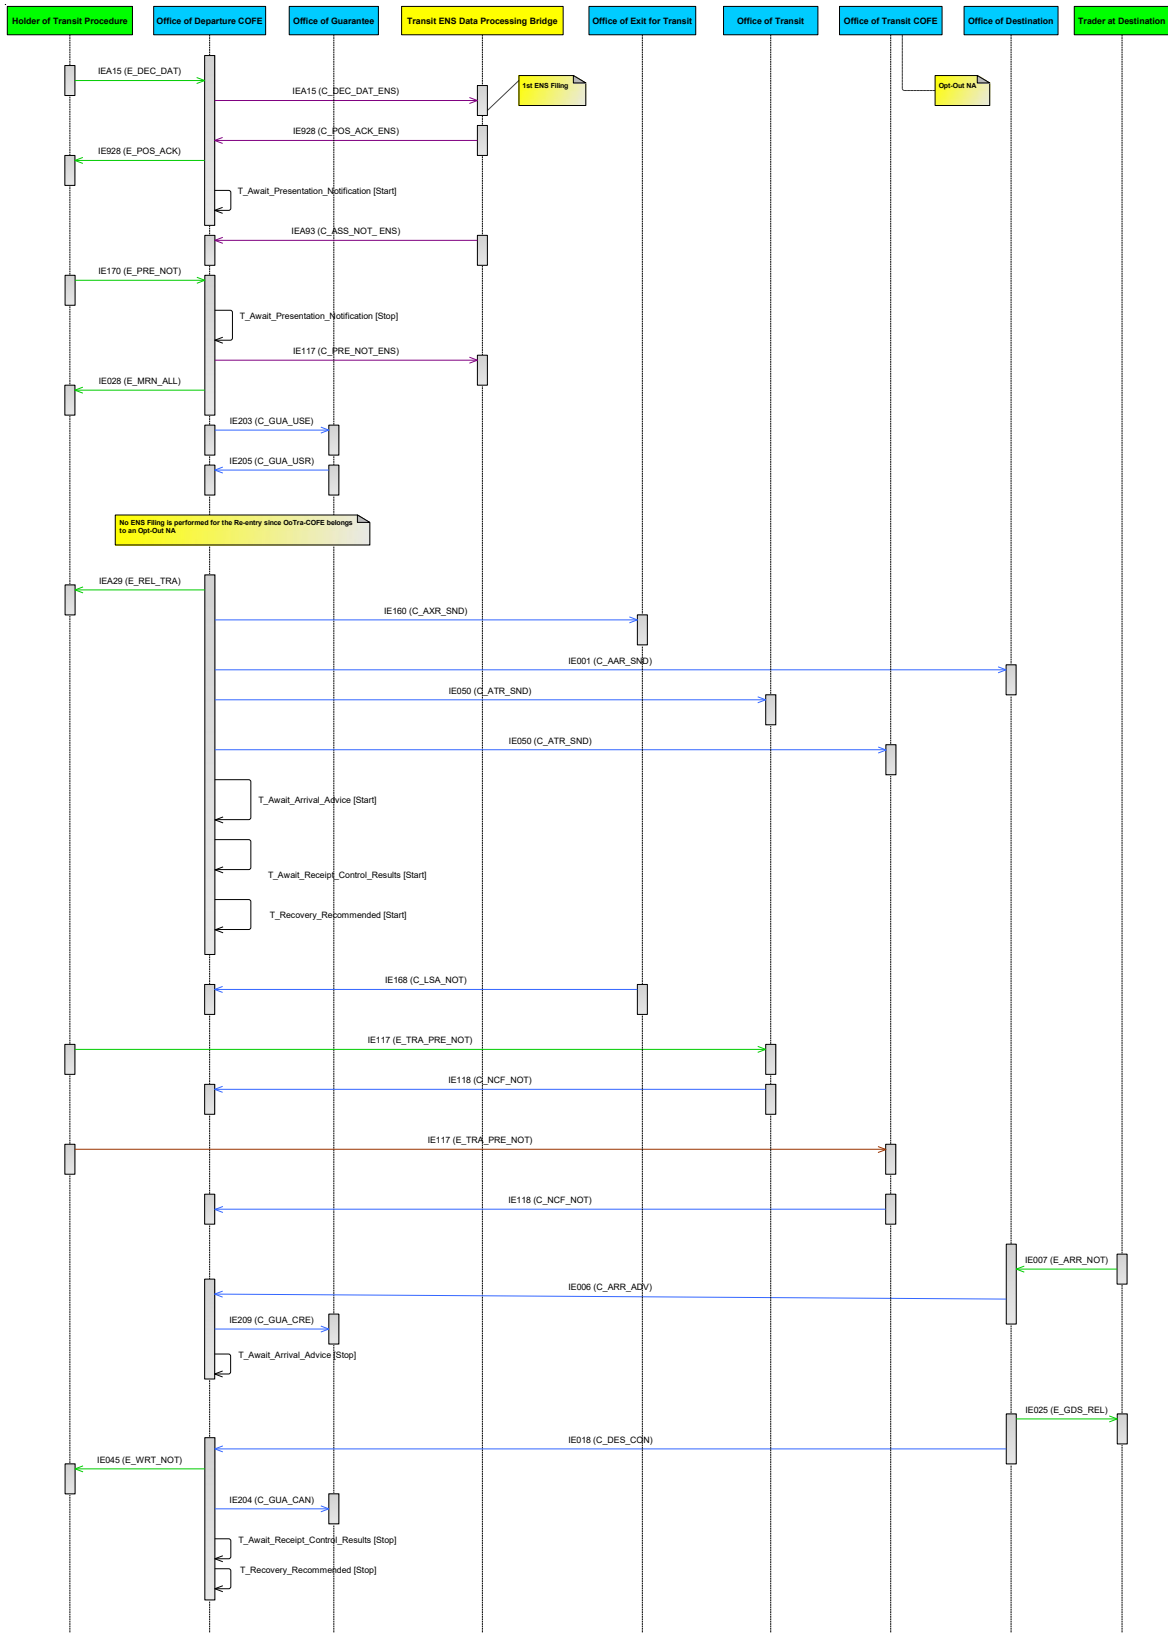 Holder of Transit Procedure
Office of Departure COFE
Office of Guarantee
Transit ENS Data Processing Bridge
Office of Exit for Transit
Office of Transit
Office of Transit COFE
Office of Destination
Trader at Destination
IEA15 (E_DEC_DAT)
1st ENS Filing
Opt-Out NA
IEA15 (C_DEC_DAT_ENS)
IE928 (C_POS_ACK_ENS)
IE928 (E_POS_ACK)
T_Await_Presentation_Notification [Start]
IEA93 (C_ASS_NOT_ ENS)
IE170 (E_PRE_NOT)
T_Await_Presentation_Notification [Stop]
IE117 (C_PRE_NOT_ENS)
IE028 (E_MRN_ALL)
IE203 (C_GUA_USE)
IE205 (C_GUA_USR)
No ENS Filing is performed for the Re-entry since OoTra-COFE belongs
to an Opt-Out NA
IEA29 (E_REL_TRA)
IE160 (C_AXR_SND)
IE001 (C_AAR_SND)
IE050 (C_ATR_SND)
IE050 (C_ATR_SND)
T_Await_Arrival_Advice [Start]
T_Await_Receipt_Control_Results [Start]
T_Recovery_Recommended [Start]
IE168 (C_LSA_NOT)
IE117 (E_TRA_PRE_NOT)
IE118 (C_NCF_NOT)
IE117 (E_TRA_PRE_NOT)
IE118 (C_NCF_NOT)
IE007 (E_ARR_NOT)
IE006 (C_ARR_ADV)
IE209 (C_GUA_CRE)
T_Await_Arrival_Advice [Stop]
IE025 (E_GDS_REL)
IE018 (C_DES_CON)
IE045 (E_WRT_NOT)
IE204 (C_GUA_CAN)
T_Await_Receipt_Control_Results [Stop]
T_Recovery_Recommended [Stop]